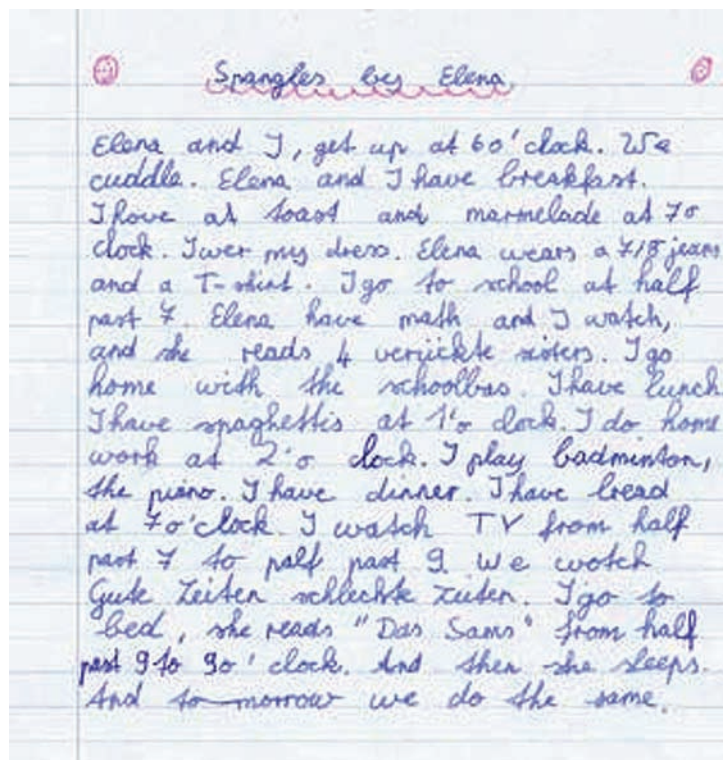 Spangles by Elena
Elena and I, get up at 6o'clock. We
cuddle. Elena and I have breakfast.
I have at toast and marmelade at 7o
clock. I wer my dress. Elena wears a 7/8 jeans
and a T-shirt. I go to school at half
past 7. Elena have math and I watch,
and she reads 4 verrückte sisters. I go
home with the schoolbus. I have lunch
I have spaghettis at 1'o clock. I do home
work at 2'o clock. I play badminton,
the piano. I have dinner. I have bread
at 7o'clock. I watch TV from half
past 7 to palf past 9. We wotch
Gute Zeiten schlechte Zeiten. I go to
bed, she reads "Das Sams" from half
past 9 to 9o'clock. And then she sleeps.
And to-morrow we do the same.